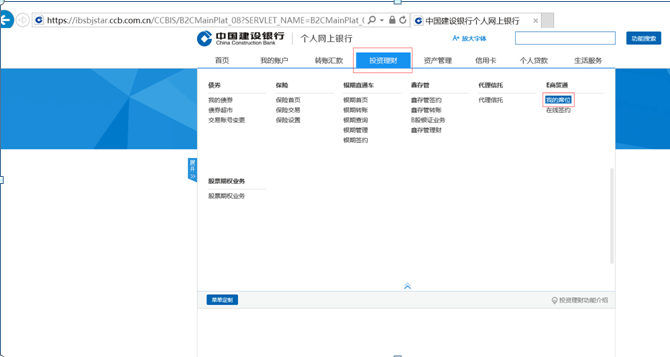 https://ibsbjstar.ccb.com.cn/CCBIS/B2CMainPlat_08?SERVLET_NAME=B2CMainPlat_
中国建设银行个人网上银行
中国建设银行 个人网上银行
China Construction Bank
A+ 放大字体
功能搜索
首页 我的账户 转账汇款 投资理财 资产管理 信用卡 个人贷款 生活服务
债券 保险 银期直通车 鑫存管 代理信托 E商贸通
我的债券 保险首页 银期首页 鑫存管签约 代理信托 我的席位
债券超市 保险交易 银期转账 鑫存管转账 在线签约
交易账号变更 保险设置 银期查询 B股银证业务
银期管理 鑫存管理财
银期签约
展开
股票期权业务
股票期权业务
菜单定制
投资理财功能介绍